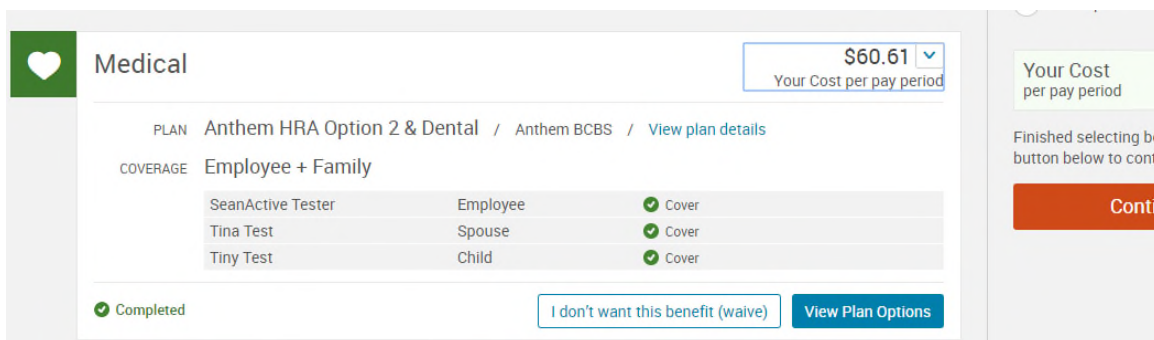 Medical
$60.61
Your Cost per pay period
PLAN Anthem HRA Option 2 & Dental / Anthem BCBS / View plan details
COVERAGE Employee + Family
SeanActive Tester Employee Cover
Tina Test Spouse Cover
Tiny Test Child Cover
Completed
I don't want this benefit (waive)
View Plan Options
Your Cost
per pay period
Finished selecting
button below to